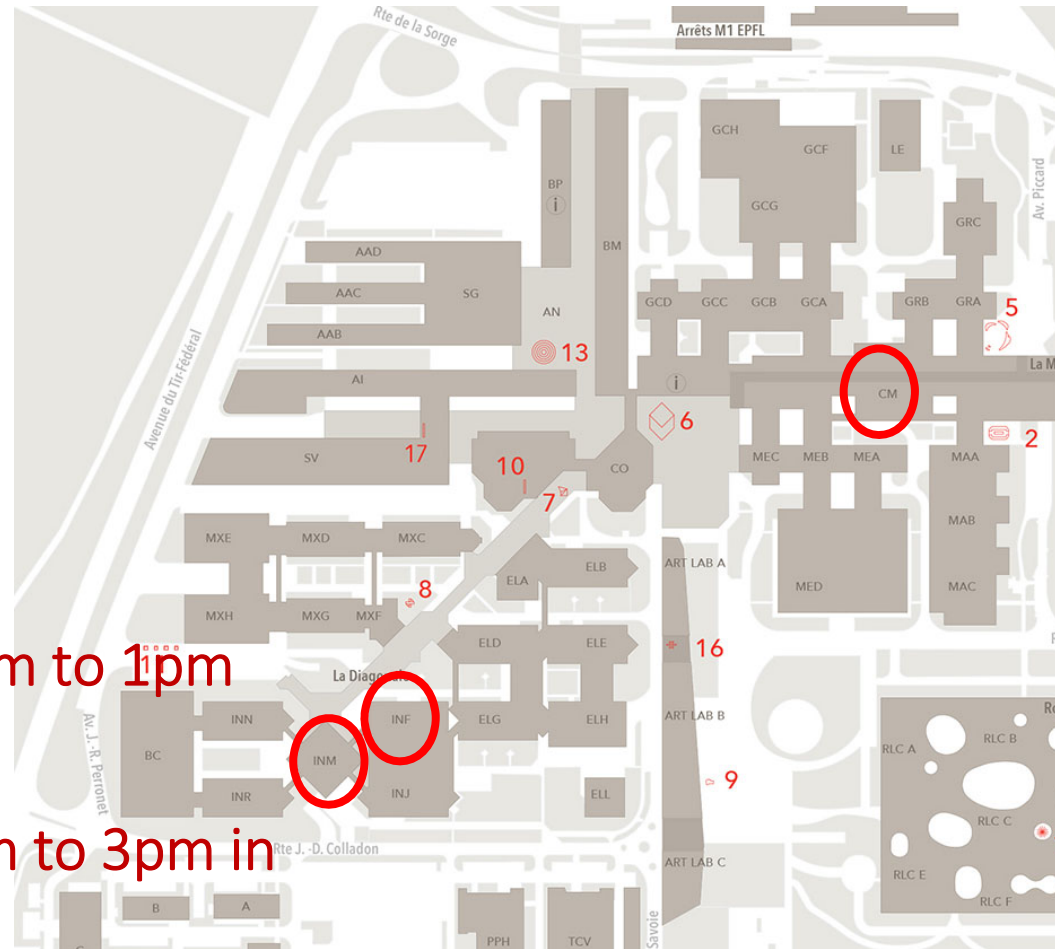 Rte de la Sorge
Arrêts M1 EPFL
GCH
GCF
LE
Av. Piccard
BP
i
GCG
GRC
BM
AAD
AAC
SG
AN
GCD
GCC
GCB
GCA
GRB
GRA
5
AAB
13
La M
Avenue du Tir-Fédéral
AI
i
CM
6
17
2
SV
10
CO
MEC
MEB
MEA
MAA
7
MXE
MXD
MXC
MAB
ELA
ELB
ART LAB A
MED
MAC
8
MXH
MXG
MXF
ELD
ELE
16
m to 1pm
La Diagonale
INN
INF
ELG
ELH
ART LAB B
Av. J.-R. Perronet
BC
INM
RLC A
RLC B
9
INR
INJ
ELL
RLC C
n to 3pm in
Rte J. -D. Colladon
ART LAB C
RLC E
RLC F
B
A
Savoie
PPH
TCV